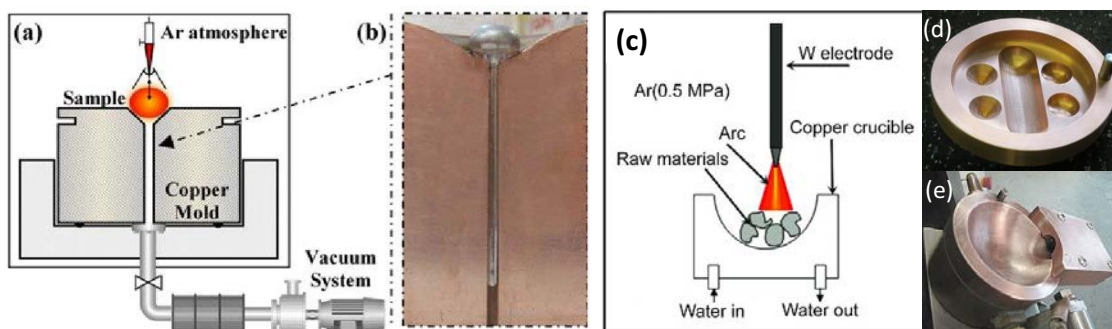 (a)
Ar atmosphere
Sample
Copper
Mold
Vacuum
System
(b)
(c)
W electrode
Ar(0.5 MPa)
Copper crucible
Arc
Raw materials
Water in
Water out
(d)
(e)